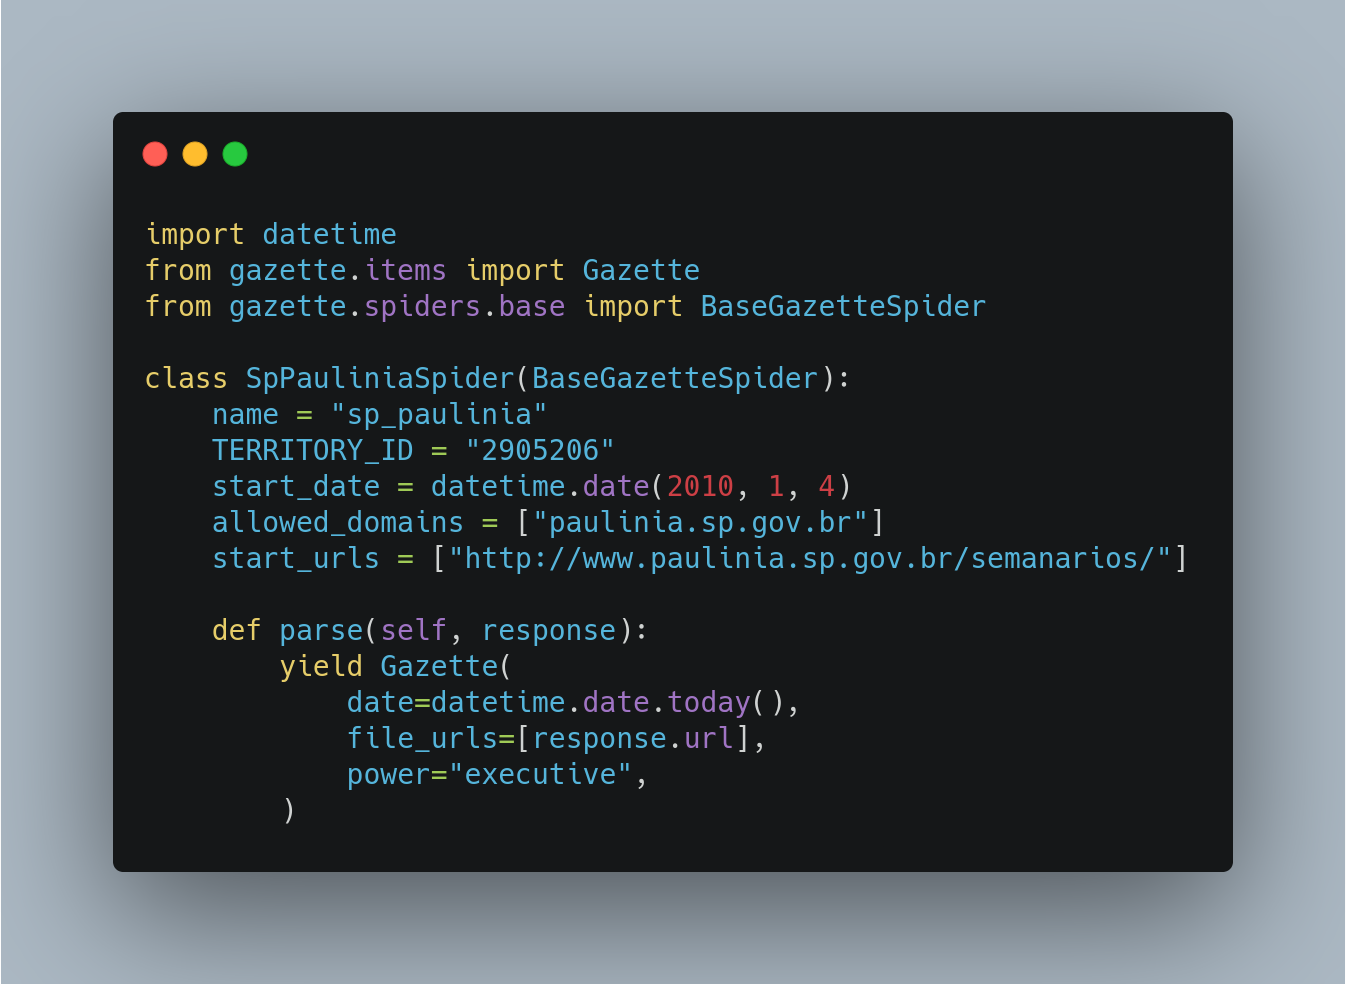 import datetime
from gazette.items import Gazette
from gazette.spiders.base import BaseGazetteSpider

class SpPauliniaSpider(BaseGazetteSpider):
    name = "sp_paulinia"
    TERRITORY_ID = "2905206"
    start_date = datetime.date(2010, 1, 4)
    allowed_domains = ["paulinia.sp.gov.br"]
    start_urls = ["http://www.paulinia.sp.gov.br/semanarios/"]

    def parse(self, response):
        yield Gazette(
            date=datetime.date.today(),
            file_urls=[response.url],
            power="executive",
        )